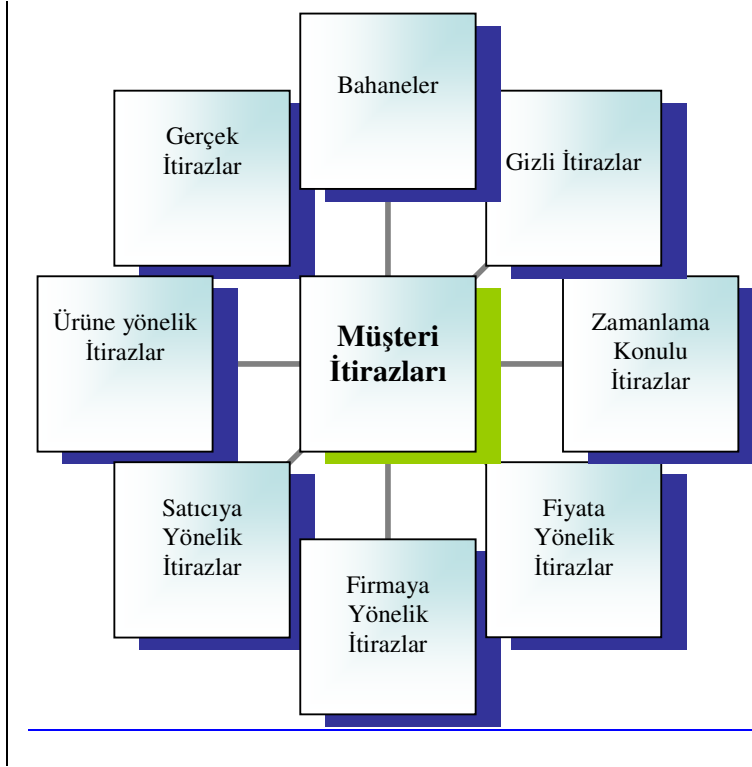 Bahaneler
Gerçek
İtirazlar
Gizli İtirazlar
Ürüne yönelik
İtirazlar
Müşteri
İtirazları
Zamanlama
Konulu
İtirazlar
Satıcıya
Yönelik
İtirazlar
Firmaya
Yönelik
İtirazlar
Fiyata
Yönelik
İtirazlar